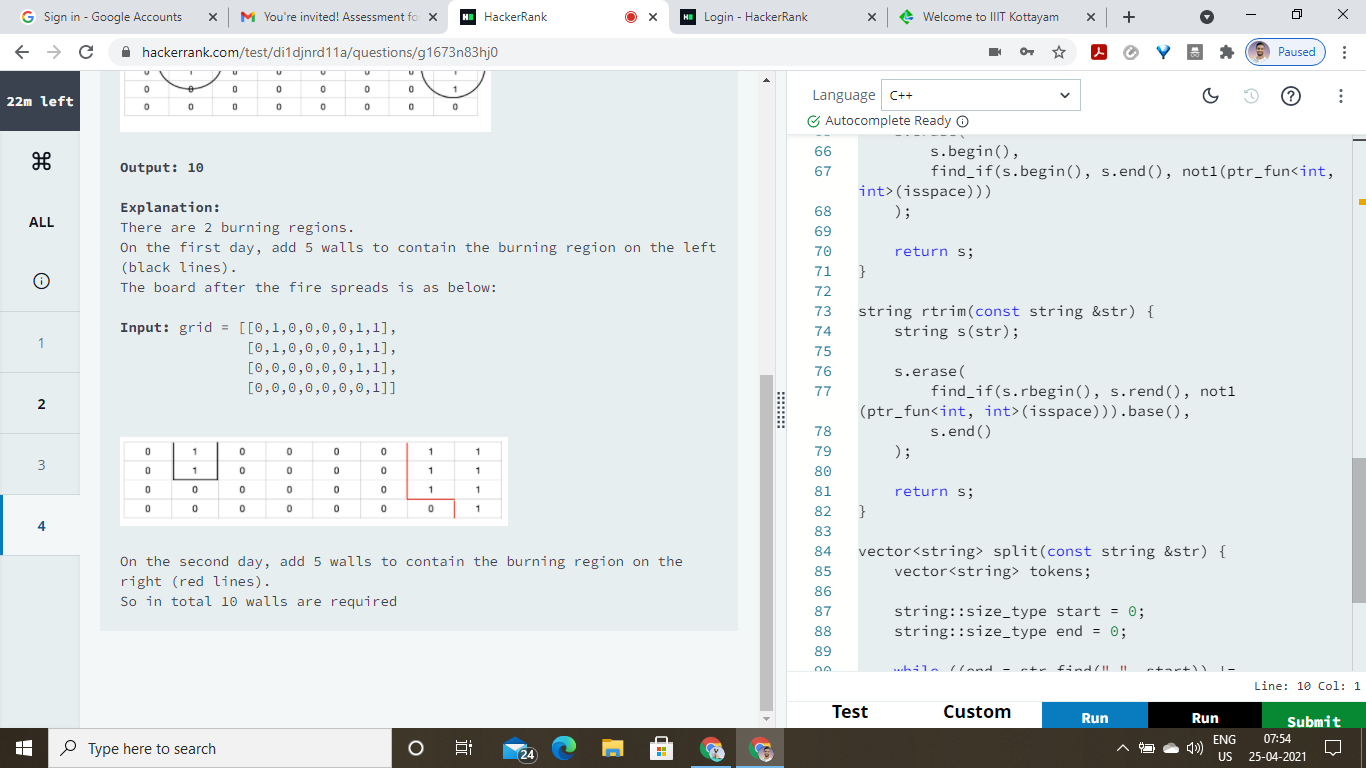 Sign in - Google Accounts
You're invited! Assessment fo
HackerRank
Login - HackerRank
Welcome to IIIT Kottayam
hackerrank.com/test/di1djnrd11a/questions/g1673n83hj0
Paused
22m left
ALL
1
2
3
4
0 0 0 0 0 0 1 0
0 0 0 0 0 0 0 0
Output: 10
Explanation:
There are 2 burning regions.
On the first day, add 5 walls to contain the burning region on the left
(black lines).
The board after the fire spreads is as below:
Input: grid = [[0,1,0,0,0,0,1,1],
[0,1,0,0,0,0,1,1],
[0,0,0,0,0,0,1,1],
[0,0,0,0,0,0,0,1]]
0 1 0 0 0 0 1 1
0 1 0 0 0 0 1 1
0 0 0 0 0 0 1 1
0 0 0 0 0 0 0 1
On the second day, add 5 walls to contain the burning region on the
right (red lines).
So in total 10 walls are required
Language C++
Autocomplete Ready
66 s.begin(),
67 find_if(s.begin(), s.end(), not1(ptr_fun<int,
int>(isspace)))
68 );
69
70 return s;
71 }
72
73 string rtrim(const string &str) {
74 string s(str);
75
76 s.erase(
77 find_if(s.rbegin(), s.rend(), not1
(ptr_fun<int, int>(isspace))).base(),
78 s.end()
79 );
80
81 return s;
82 }
83
84 vector<string> split(const string &str) {
85 vector<string> tokens;
86
87 string::size_type start = 0;
88 string::size_type end = 0;
89
90 while ((end = str.find(" ", start)) !=
Line: 10 Col: 1
Test
Custom
Run
Run
Submit
Type here to search
24
ENG
US
07:54
25-04-2021